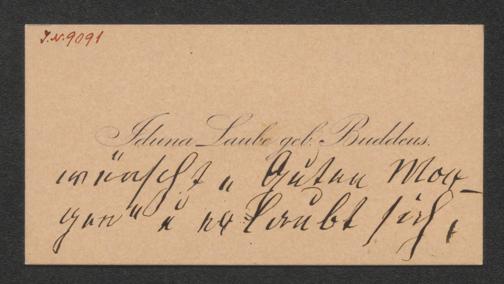 J.N. 9091
Iduna Laube geb. Buddeus.
wünscht „Guten Mor-
gen“ u erlaubt sich,